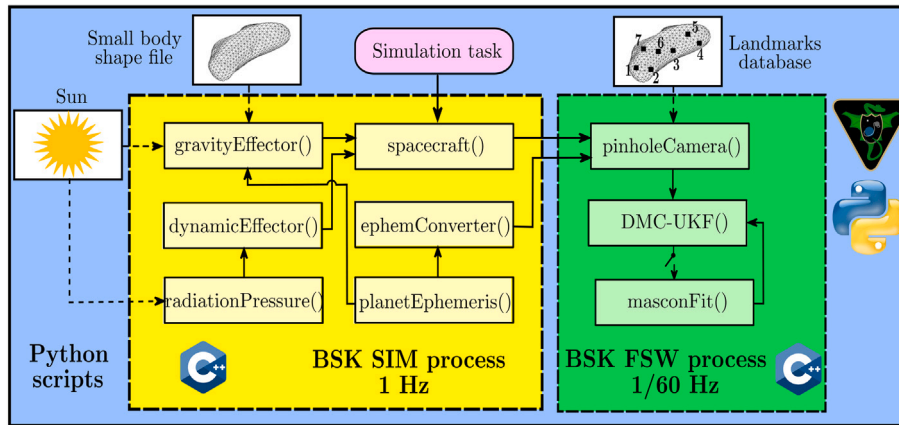 Small body
shape file
Simulation task
7
6
5
1
2
3
4
Landmarks
database
Sun
gravityEffector()
spacecraft()
pinholeCamera()
dynamicEffector()
ephemConverter()
DMC-UKF()
radiationPressure()
planetEphemeris()
masconFit()
Python
scripts
C++
BSK SIM process
1 Hz
BSK FSW process
1/60 Hz
C++